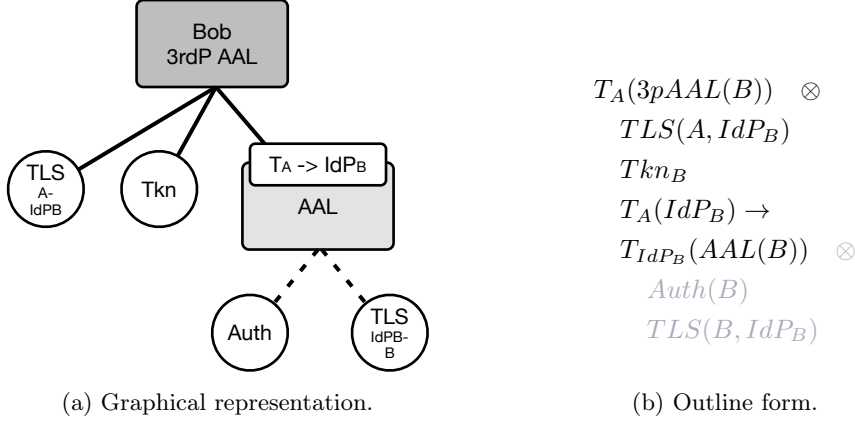 Bob
3rdP AAL
TLS
A-
IdPB
Tkn
TA -> IdPB
AAL
Auth
TLS
IdPB-
B
(a) Graphical representation.
T_A(3pAAL(B)) ⊗
TLS(A, IdP_B)
Tkn_B
T_A(IdP_B) →
T_{IdP_B}(AAL(B)) ⊗
Auth(B)
TLS(B, IdP_B)
(b) Outline form.